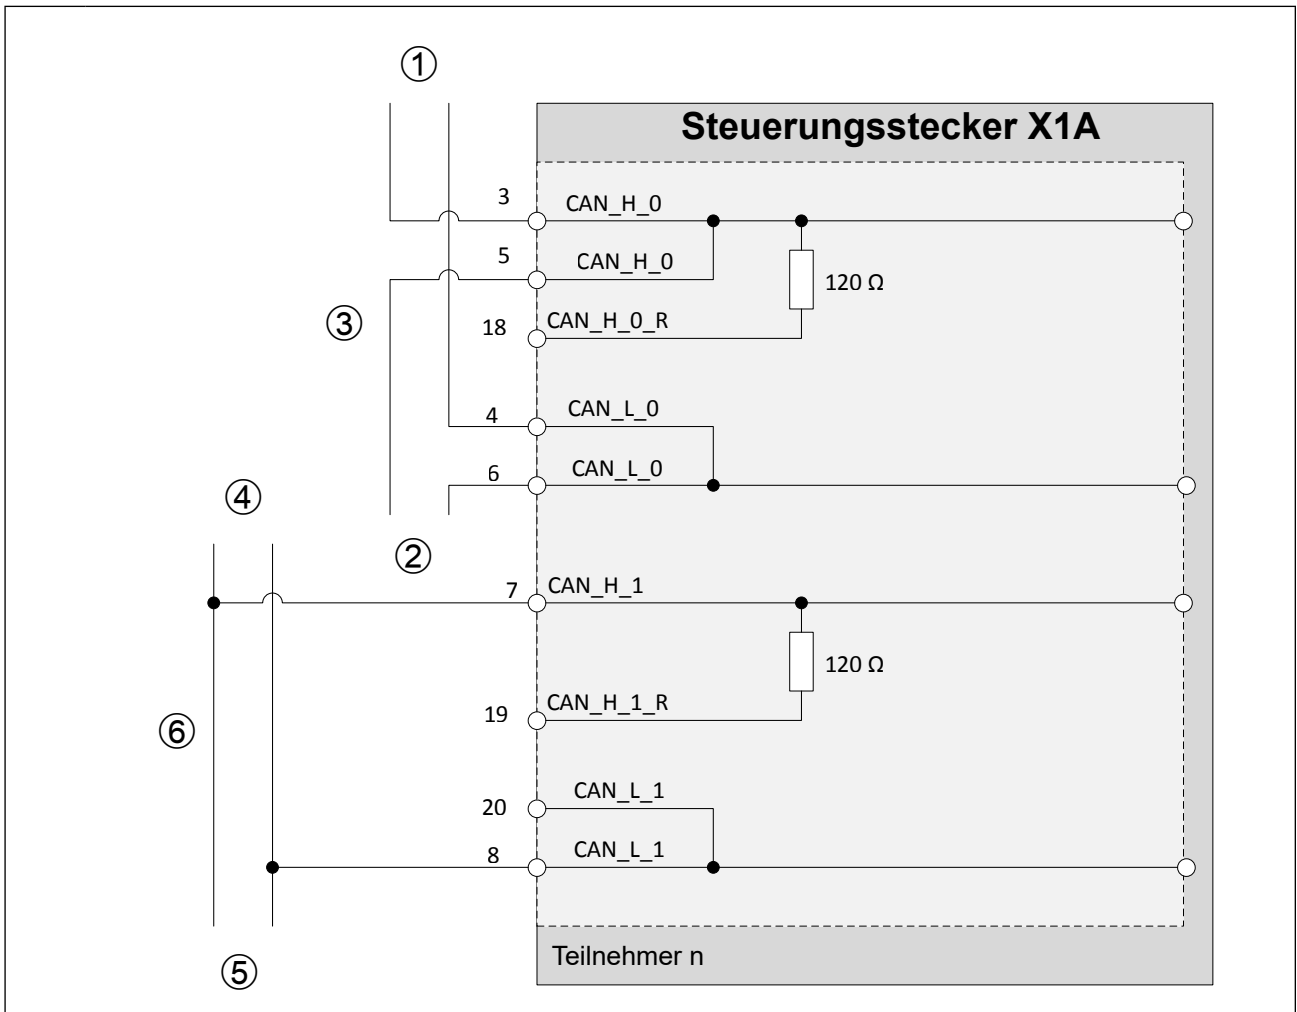 ①
Steuerungsstecker X1A
3 CAN_H_0
5 CAN_H_0
120 Ω
③
18 CAN_H_0_R
4 CAN_L_0
6 CAN_L_0
④
②
7 CAN_H_1
120 Ω
19 CAN_H_1_R
⑥
20 CAN_L_1
8 CAN_L_1
Teilnehmer n
⑤